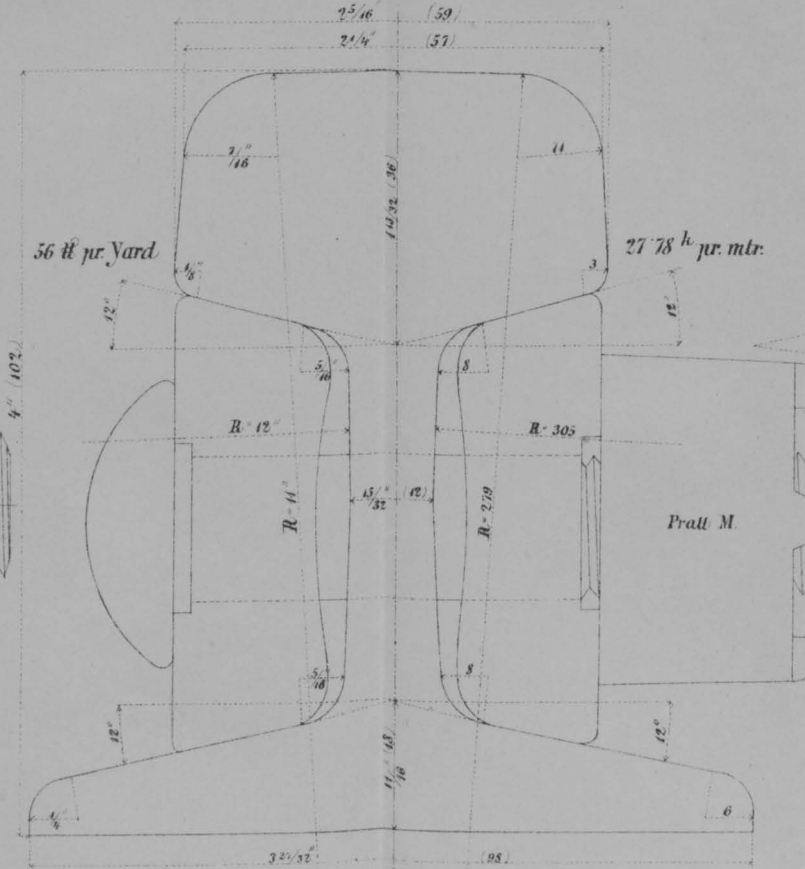 2 5/16" (59)
2 1/4" (57)
7/16"
11
1 13/32 (36)
56 ℔ pr. Yard
27·78 k pr. mtr.
1/8"
3
12°
12°
4" (102)
5/16"
8
R = 12"
R = 305
15/32" (12)
R = 11"
R = 279
Pratt M.
5/16
8
12°
12°
11/16" (18)
1/4"
6
3 27/32" (98)